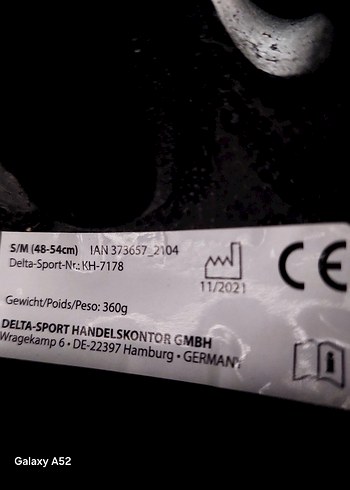 S/M (48-54cm) IAN 373657_2104
Delta-Sport-Nr.: KH-7178
11/2021
CE
Gewicht/Poids/Peso: 360g
DELTA-SPORT HANDELSKONTOR GMBH
Wragekamp 6 • DE-22397 Hamburg • GERMANY
Galaxy A52